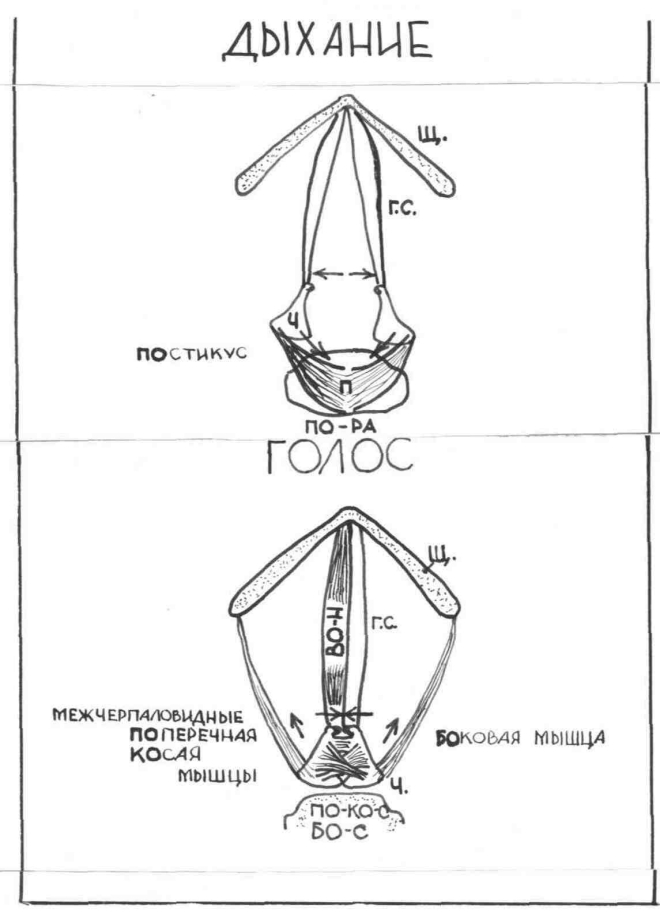 ДЫХАНИЕ
Щ.
Г.С.
Ч.
ПОСТИКУС
П
ПО-РА
ГОЛОС
Щ.
ВО-Н
Г.С.
МЕЖЧЕРПАЛОВИДНЫЕ
ПОПЕРЕЧНАЯ
КОСАЯ
МЫШЦЫ
БОКОВАЯ МЫШЦА
Ч.
ПО-КО-С
БО-С